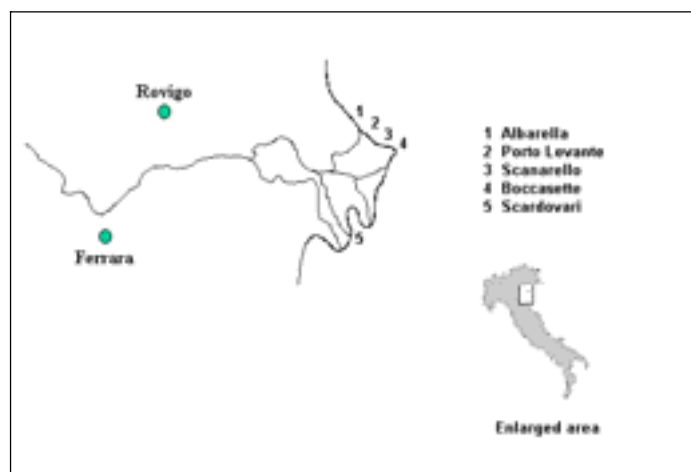 Rovigo
1
2
3
4
1 Albarella
2 Porto Levante
3 Scanarello
4 Boccasette
5 Scardovari
5
Ferrara
Enlarged area